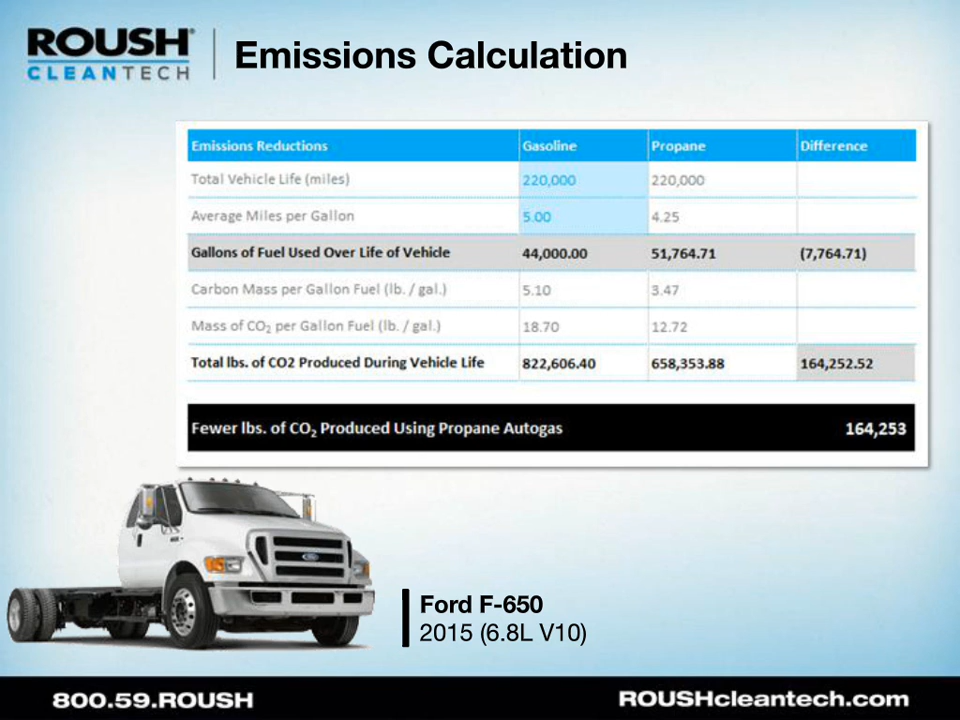 ROUSH®
CLEANTECH
Emissions Calculation
Emissions Reductions Gasoline Propane Difference
Total Vehicle Life (miles) 220,000 220,000
Average Miles per Gallon 5.00 4.25
Gallons of Fuel Used Over Life of Vehicle 44,000.00 51,764.71 (7,764.71)
Carbon Mass per Gallon Fuel (lb. / gal.) 5.10 3.47
Mass of CO₂ per Gallon Fuel (lb. / gal.) 18.70 12.72
Total lbs. of CO2 Produced During Vehicle Life 822,606.40 658,353.88 164,252.52
Fewer lbs. of CO₂ Produced Using Propane Autogas 164,253
Ford F-650
2015 (6.8L V10)
800.59.ROUSH ROUSHcleantech.com